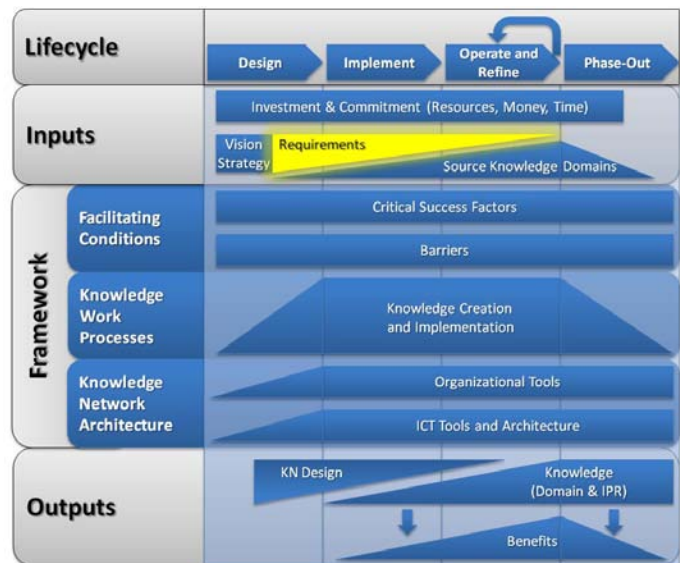 Lifecycle
Design
Implement
Operate and
Refine
Phase-Out
Inputs
Investment & Commitment (Resources, Money, Time)
Vision
Strategy
Requirements
Source Knowledge Domains
Framework
Facilitating
Conditions
Critical Success Factors
Barriers
Knowledge
Work
Processes
Knowledge Creation
and Implementation
Knowledge
Network
Architecture
Organizational Tools
ICT Tools and Architecture
Outputs
KN Design
Knowledge
(Domain & IPR)
Benefits